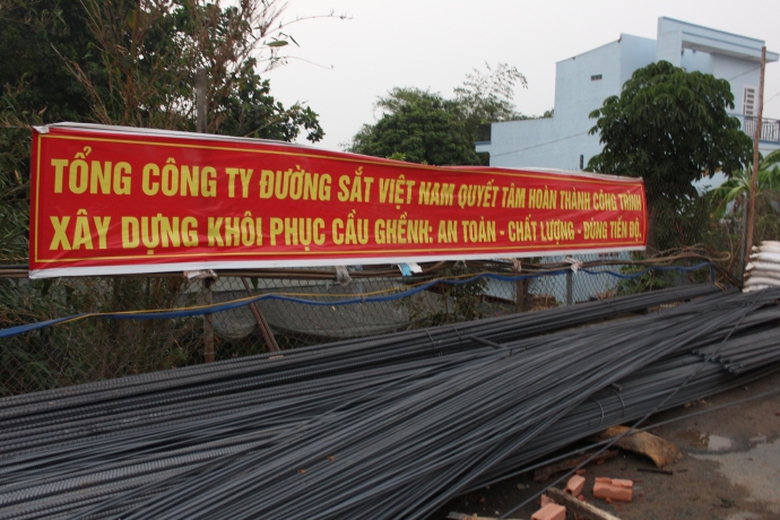 TỔNG CÔNG TY ĐƯỜNG SẮT VIỆT NAM QUYẾT TÂM HOÀN THÀNH CÔNG TRÌNH
XÂY DỰNG KHÔI PHỤC CẦU GHỀNH: AN TOÀN - CHẤT LƯỢNG - ĐÚNG TIẾN ĐỘ.